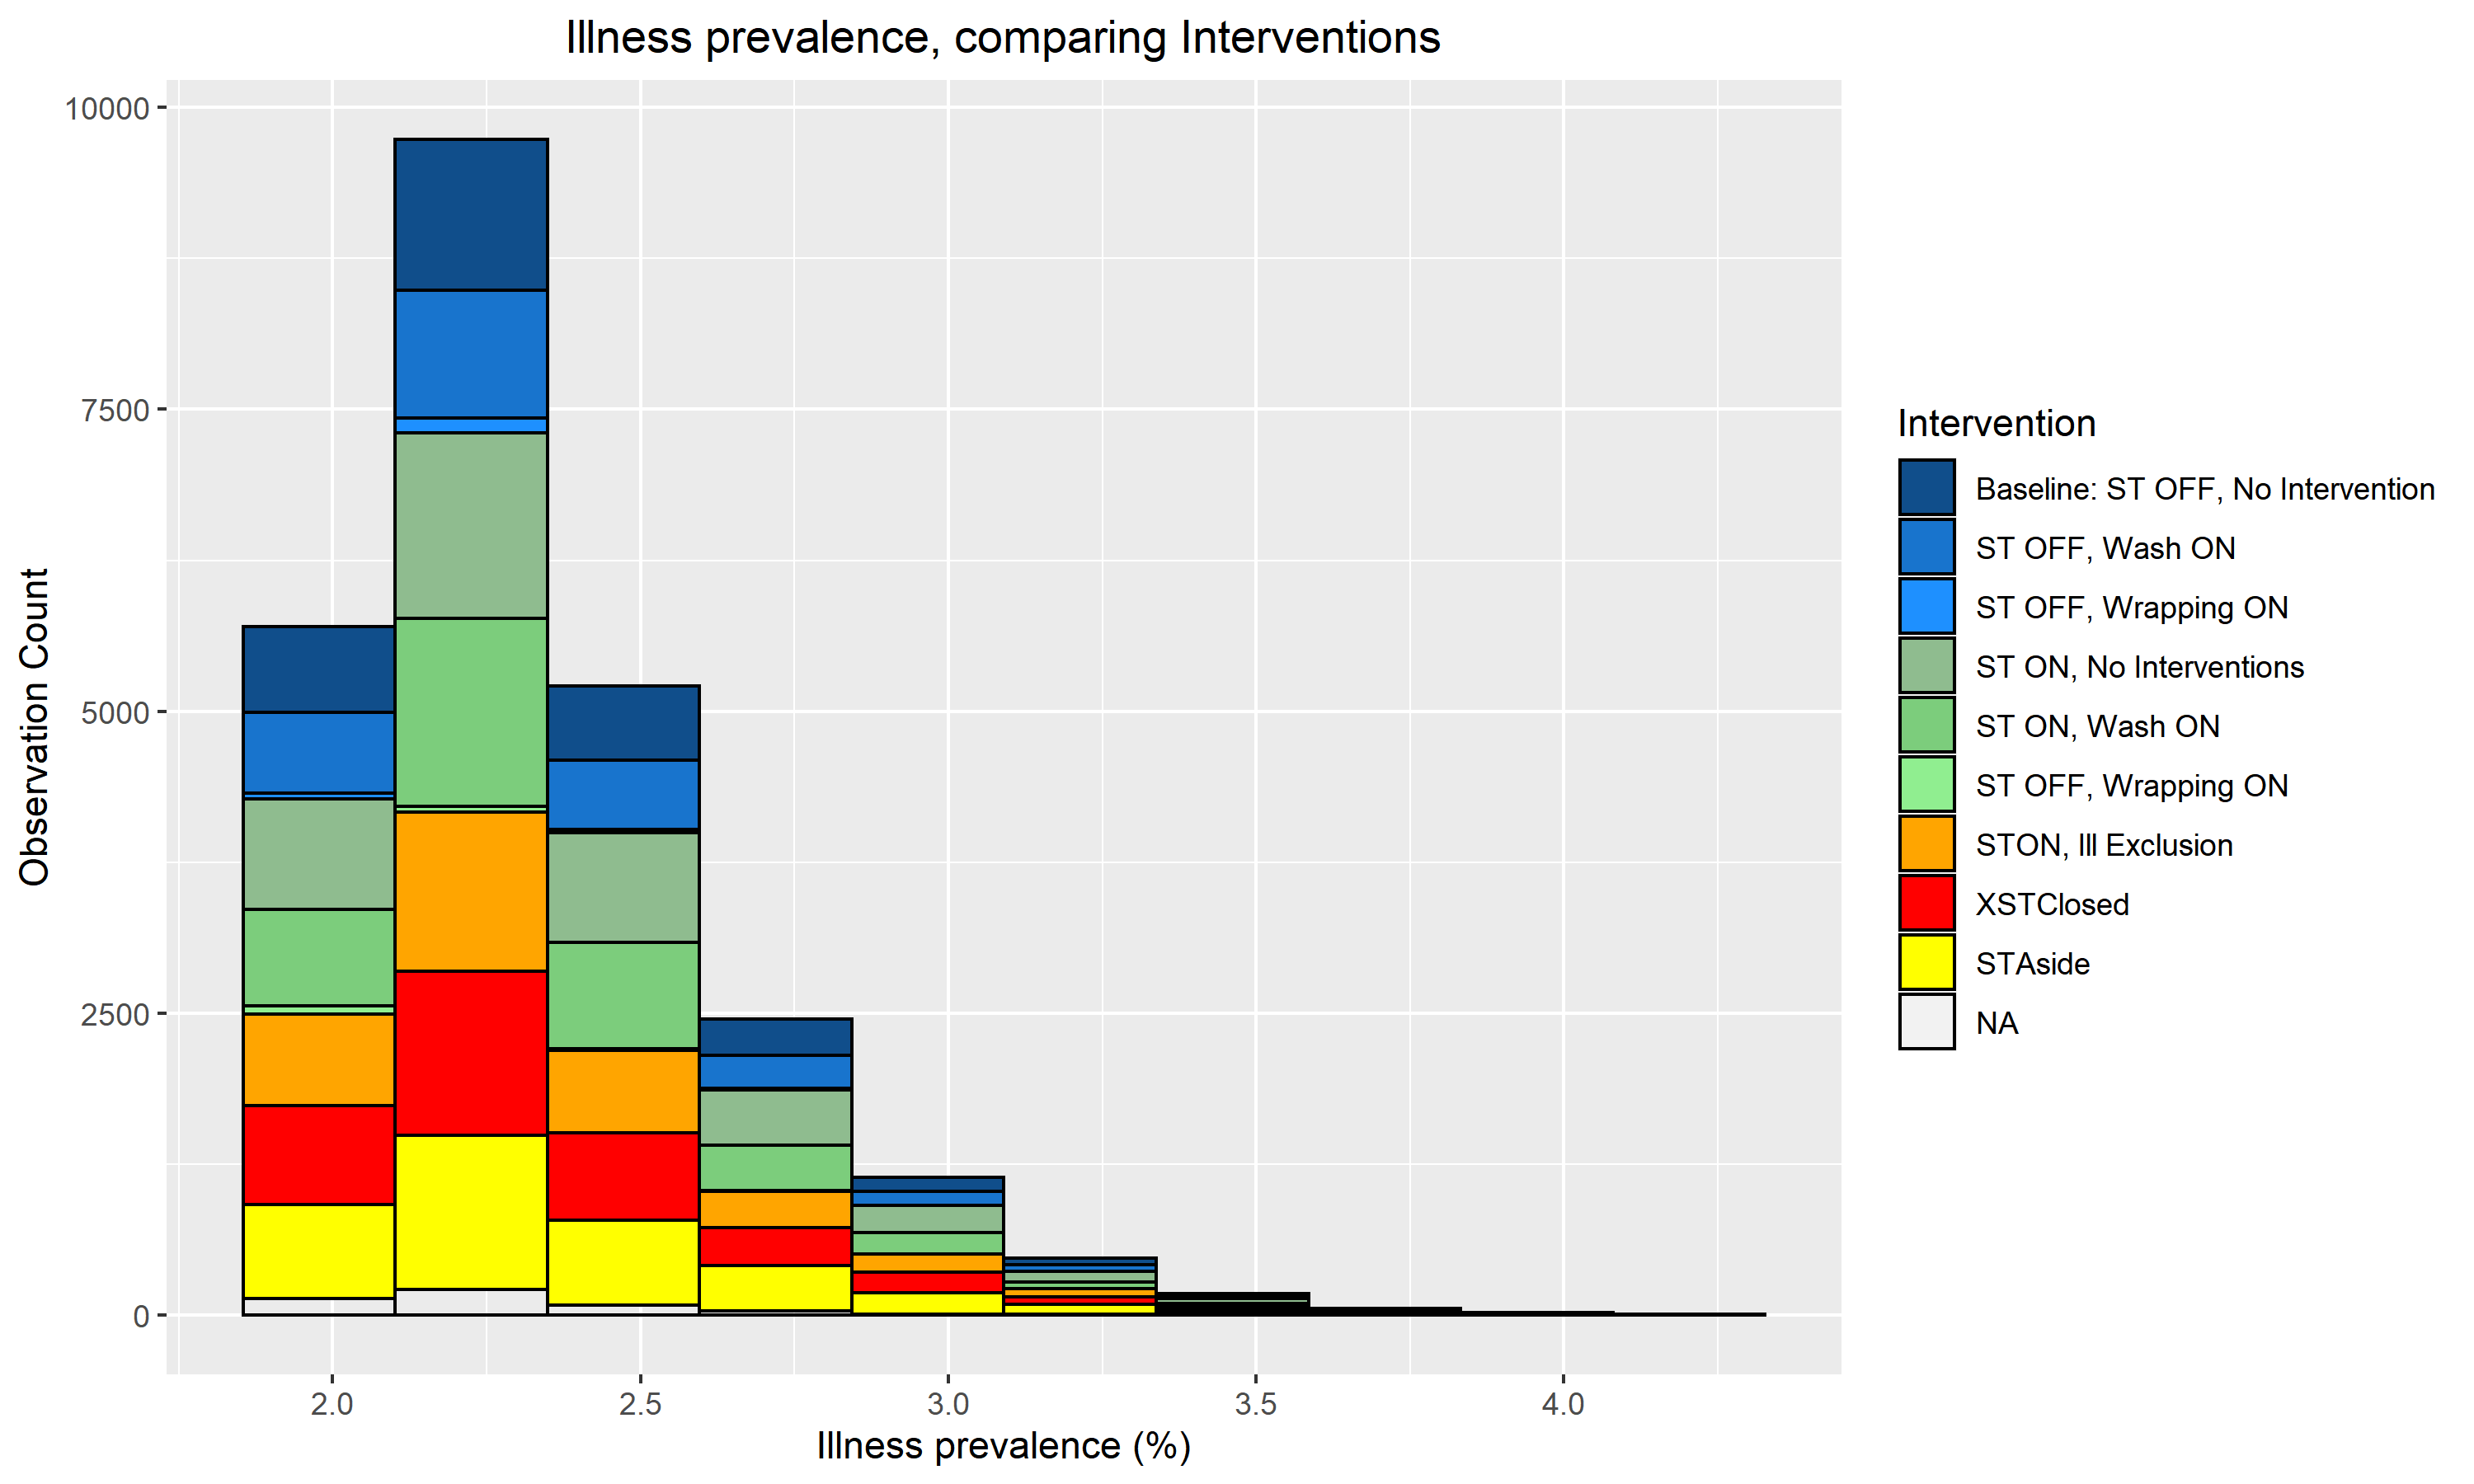 Illness prevalence, comparing Interventions
10000
7500
5000
2500
0
Observation Count
2.0
2.5
3.0
3.5
4.0
Illness prevalence (%)
Intervention
Baseline: ST OFF, No Intervention
ST OFF, Wash ON
ST OFF, Wrapping ON
ST ON, No Interventions
ST ON, Wash ON
ST OFF, Wrapping ON
STON, Ill Exclusion
XSTClosed
STAside
NA